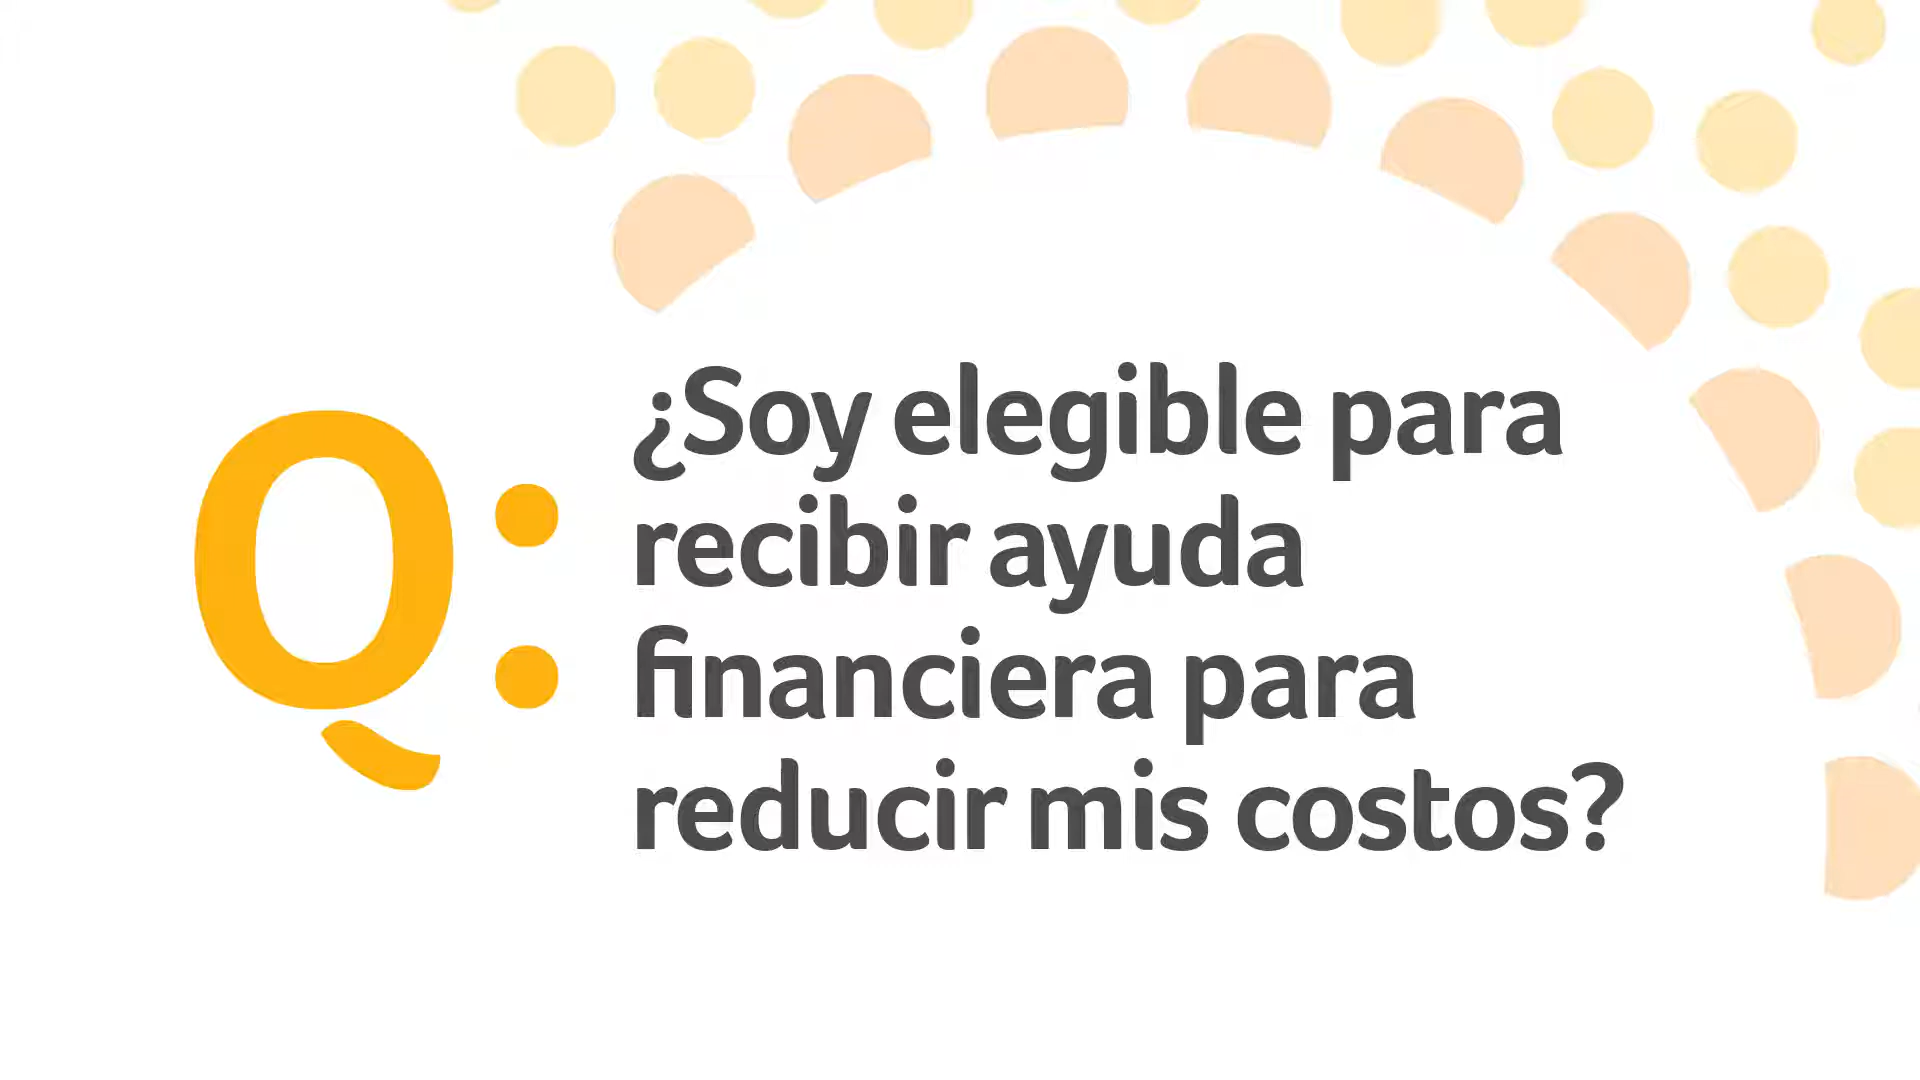 Q:
¿Soy elegible para
recibir ayuda
financiera para
reducir mis costos?